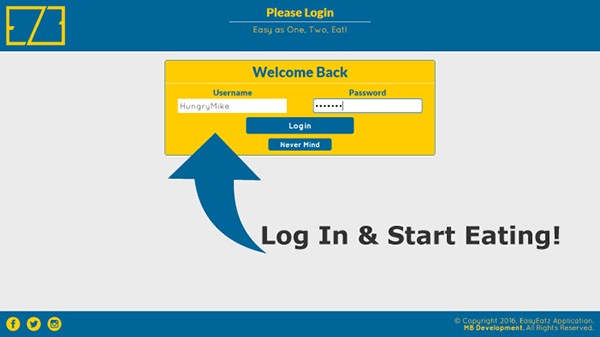 Please Login
Easy as One, Two, Eat!
Welcome Back
Username Password
HungryMike •••••••
Login
Never Mind
Log In & Start Eating!
© Copyright 2016, EasyEatz Application.
MB Development. All Rights Reserved.